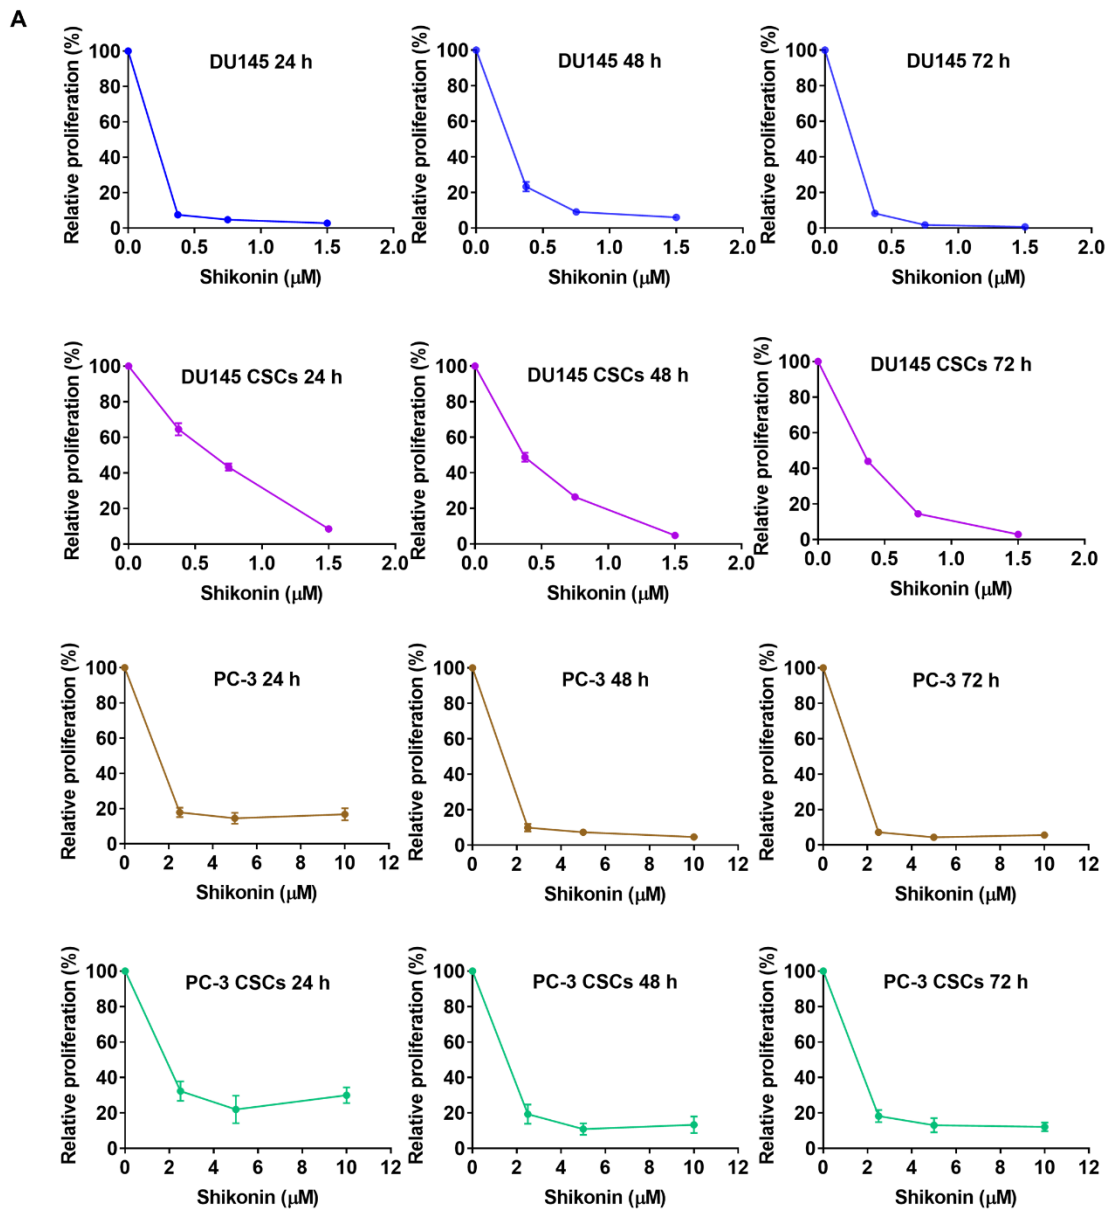 A
DU145 24 h
Relative proliferation (%)
100
80
60
40
20
0
0.0 0.5 1.0 1.5 2.0
Shikonin (μM)
DU145 48 h
Relative proliferation (%)
100
80
60
40
20
0
0.0 0.5 1.0 1.5 2.0
Shikonin (μM)
DU145 72 h
Relative proliferation (%)
100
80
60
40
20
0
0.0 0.5 1.0 1.5 2.0
Shikonion (μM)
DU145 CSCs 24 h
Relative proliferation (%)
100
80
60
40
20
0
0.0 0.5 1.0 1.5 2.0
Shikonin (μM)
DU145 CSCs 48 h
Relative proliferation (%)
100
80
60
40
20
0
0.0 0.5 1.0 1.5 2.0
Shikonin (μM)
DU145 CSCs 72 h
Relative proliferation (%)
100
80
60
40
20
0
0.0 0.5 1.0 1.5 2.0
Shikonin (μM)
PC-3 24 h
Relative proliferation (%)
100
80
60
40
20
0
0 2 4 6 8 10 12
Shikonin (μM)
PC-3 48 h
Relative proliferation (%)
100
80
60
40
20
0
0 2 4 6 8 10 12
Shikonin (μM)
PC-3 72 h
Relative proliferation (%)
100
80
60
40
20
0
0 2 4 6 8 10 12
Shikonin (μM)
PC-3 CSCs 24 h
Relative proliferation (%)
100
80
60
40
20
0
0 2 4 6 8 10 12
Shikonin (μM)
PC-3 CSCs 48 h
Relative proliferation (%)
100
80
60
40
20
0
0 2 4 6 8 10 12
Shikonin (μM)
PC-3 CSCs 72 h
Relative proliferation (%)
100
80
60
40
20
0
0 2 4 6 8 10 12
Shikonin (μM)